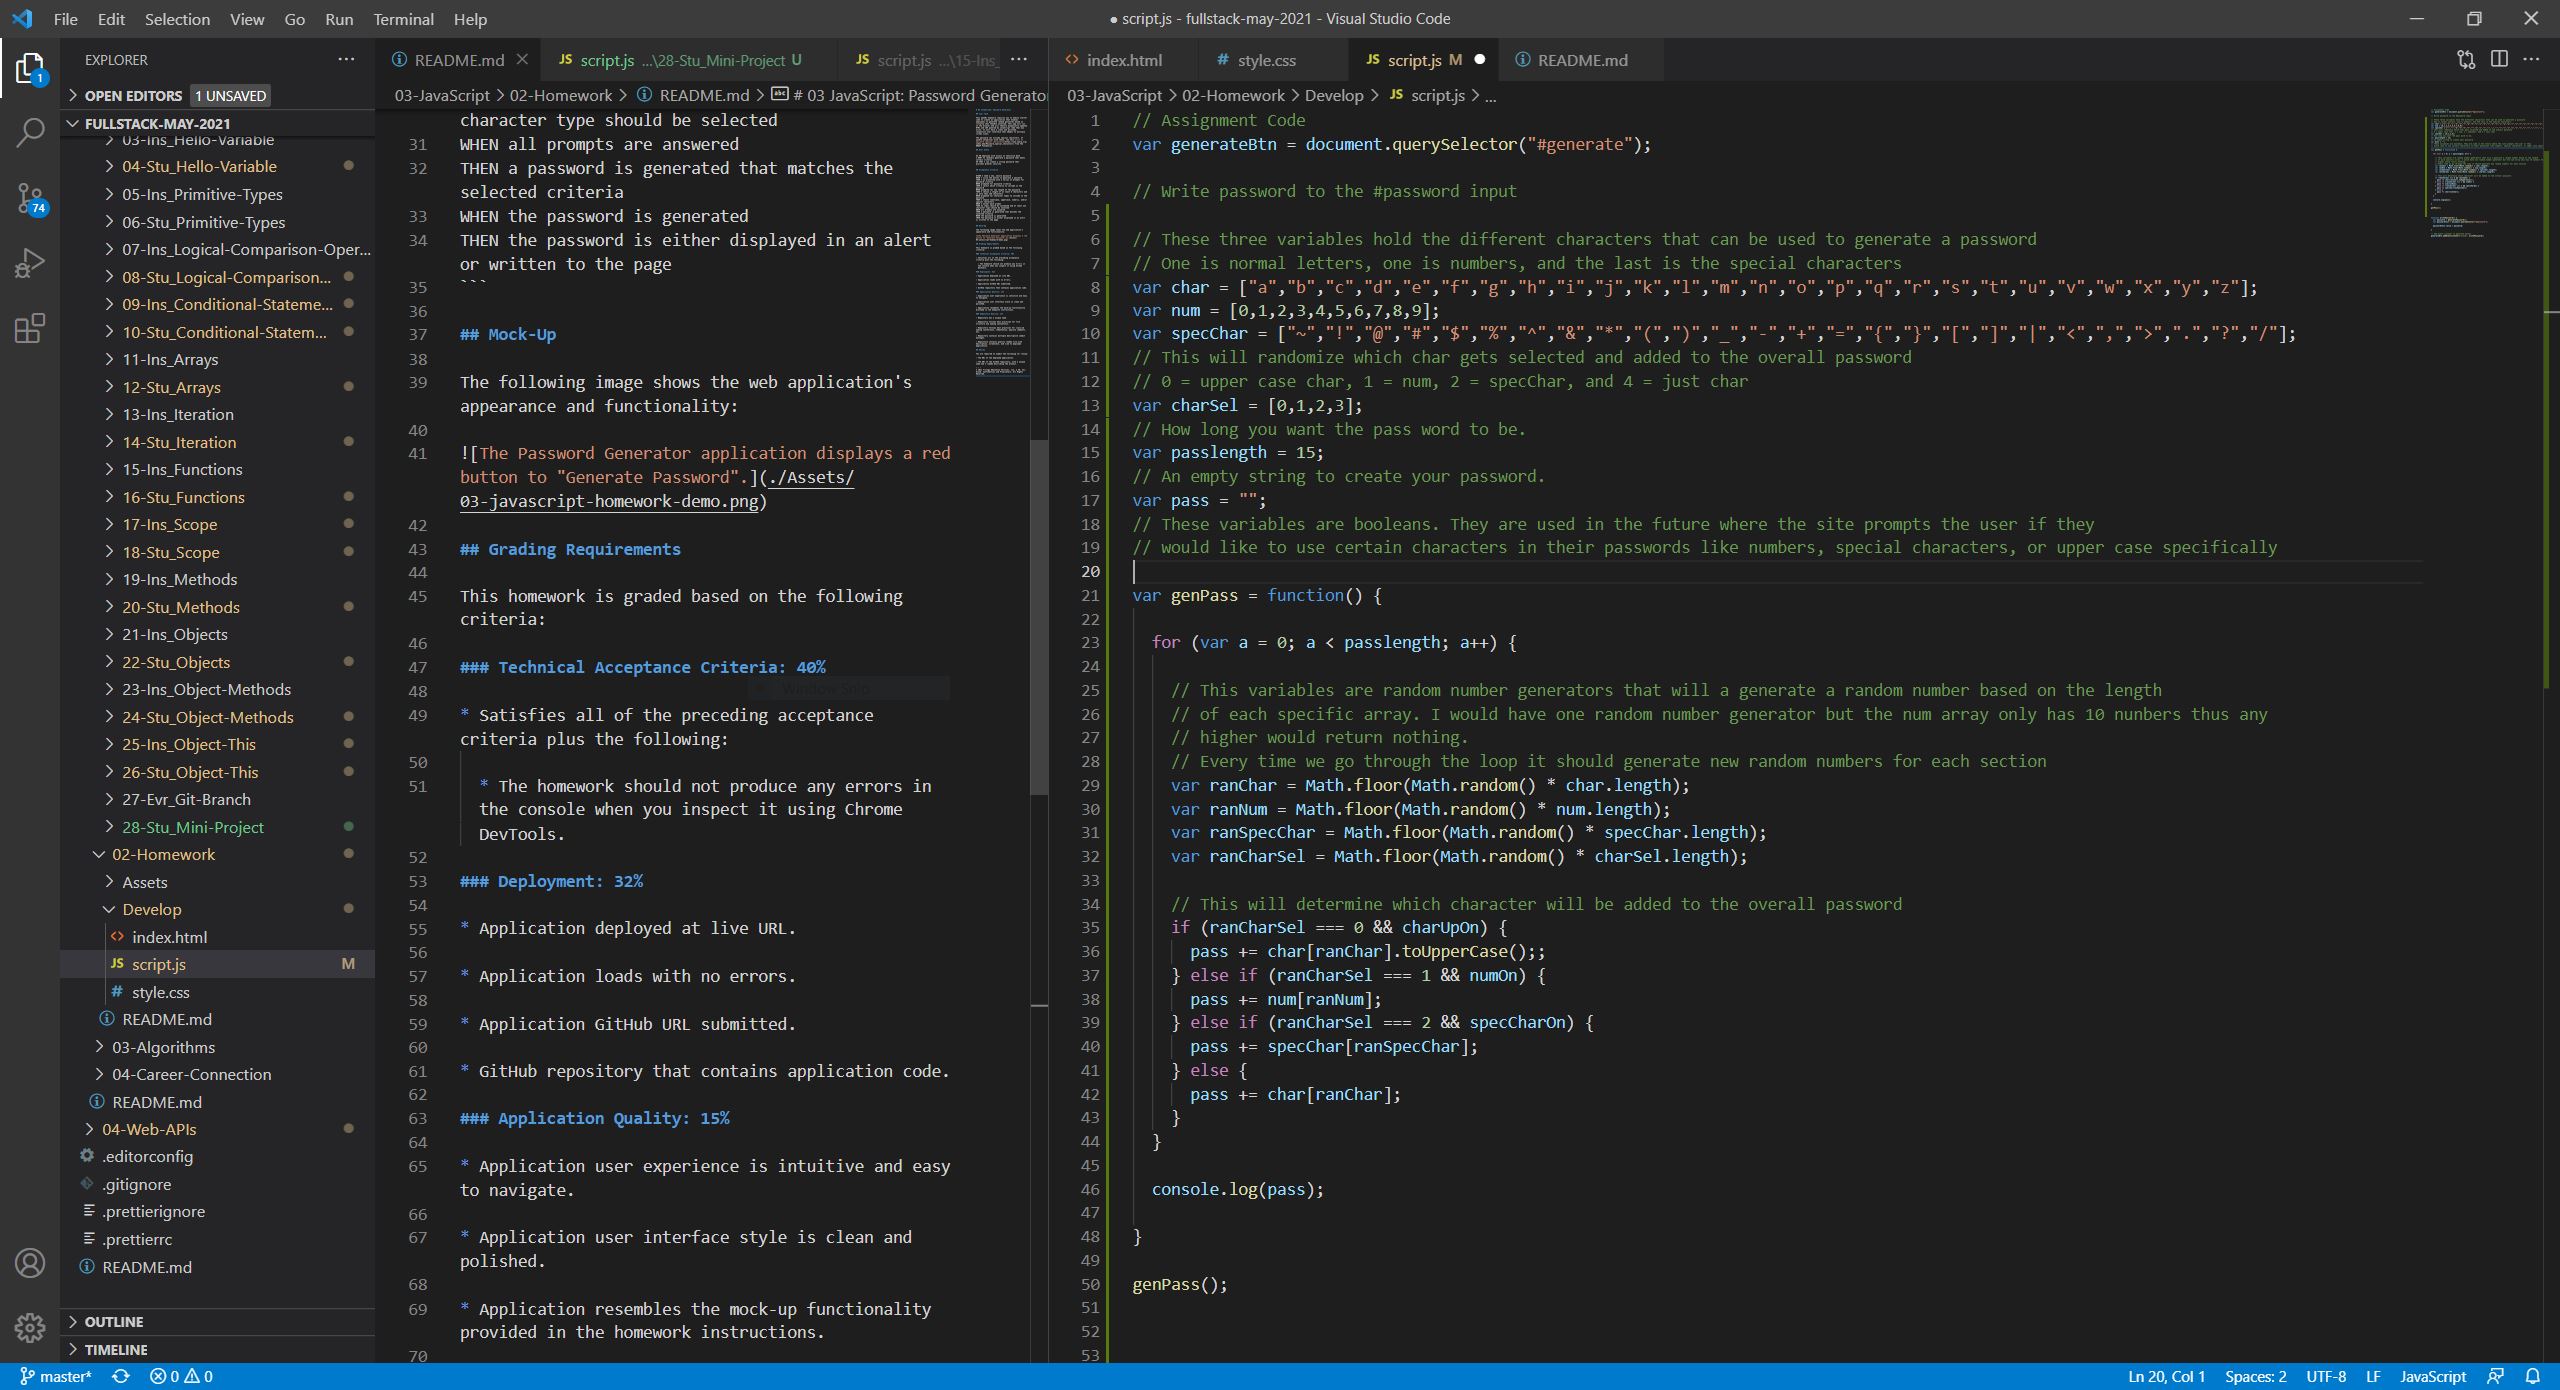 File Edit Selection View Go Run Terminal Help
● script.js - fullstack-may-2021 - Visual Studio Code
EXPLORER
OPEN EDITORS 1 UNSAVED
FULLSTACK-MAY-2021
03-Ins_Hello-Variable
04-Stu_Hello-Variable
05-Ins_Primitive-Types
06-Stu_Primitive-Types
07-Ins_Logical-Comparison-Oper...
08-Stu_Logical-Comparison...
09-Ins_Conditional-Stateme...
10-Stu_Conditional-Statem...
11-Ins_Arrays
12-Stu_Arrays
13-Ins_Iteration
14-Stu_Iteration
15-Ins_Functions
16-Stu_Functions
17-Ins_Scope
18-Stu_Scope
19-Ins_Methods
20-Stu_Methods
21-Ins_Objects
22-Stu_Objects
23-Ins_Object-Methods
24-Stu_Object-Methods
25-Ins_Object-This
26-Stu_Object-This
27-Evr_Git-Branch
28-Stu_Mini-Project
02-Homework
Assets
Develop
index.html
script.js M
style.css
README.md
03-Algorithms
04-Career-Connection
README.md
04-Web-APIs
.editorconfig
.gitignore
.prettierignore
.prettierrc
README.md
OUTLINE
TIMELINE
1
74
README.md script.js ...\28-Stu_Mini-Project U script.js ...\15-Ins_
03-JavaScript > 02-Homework > README.md > # 03 JavaScript: Password Generator
character type should be selected
31 WHEN all prompts are answered
32 THEN a password is generated that matches the
selected criteria
33 WHEN the password is generated
34 THEN the password is either displayed in an alert
or written to the page
35 ```
36
37 ## Mock-Up
38
39 The following image shows the web application's
appearance and functionality:
40
41 ![The Password Generator application displays a red
button to "Generate Password".](./Assets/
03-javascript-homework-demo.png)
42
43 ## Grading Requirements
44
45 This homework is graded based on the following
criteria:
46
47 ### Technical Acceptance Criteria: 40%
Window Snip
48
49 * Satisfies all of the preceding acceptance
criteria plus the following:
50
51 * The homework should not produce any errors in
the console when you inspect it using Chrome
DevTools.
52
53 ### Deployment: 32%
54
55 * Application deployed at live URL.
56
57 * Application loads with no errors.
58
59 * Application GitHub URL submitted.
60
61 * GitHub repository that contains application code.
62
63 ### Application Quality: 15%
64
65 * Application user experience is intuitive and easy
to navigate.
66
67 * Application user interface style is clean and
polished.
68
69 * Application resembles the mock-up functionality
provided in the homework instructions.
70
index.html style.css script.js M ● README.md
03-JavaScript > 02-Homework > Develop > script.js > ...
1 // Assignment Code
2 var generateBtn = document.querySelector("#generate");
3
4 // Write password to the #password input
5
6 // These three variables hold the different characters that can be used to generate a password
7 // One is normal letters, one is numbers, and the last is the special characters
8 var char = ["a","b","c","d","e","f","g","h","i","j","k","l","m","n","o","p","q","r","s","t","u","v","w","x","y","z"];
9 var num = [0,1,2,3,4,5,6,7,8,9];
10 var specChar = ["~","!","@","#","$","%","^","&","*","(",")","_","-","+","=","{","}","[","]","|","<",",",">",".","?","/"];
11 // This will randomize which char gets selected and added to the overall password
12 // 0 = upper case char, 1 = num, 2 = specChar, and 4 = just char
13 var charSel = [0,1,2,3];
14 // How long you want the pass word to be.
15 var passlength = 15;
16 // An empty string to create your password.
17 var pass = "";
18 // These variables are booleans. They are used in the future where the site prompts the user if they
19 // would like to use certain characters in their passwords like numbers, special characters, or upper case specifically
20
21 var genPass = function() {
22
23 for (var a = 0; a < passlength; a++) {
24
25 // This variables are random number generators that will a generate a random number based on the length
26 // of each specific array. I would have one random number generator but the num array only has 10 nunbers thus any
27 // higher would return nothing.
28 // Every time we go through the loop it should generate new random numbers for each section
29 var ranChar = Math.floor(Math.random() * char.length);
30 var ranNum = Math.floor(Math.random() * num.length);
31 var ranSpecChar = Math.floor(Math.random() * specChar.length);
32 var ranCharSel = Math.floor(Math.random() * charSel.length);
33
34 // This will determine which character will be added to the overall password
35 if (ranCharSel === 0 && charUpOn) {
36 pass += char[ranChar].toUpperCase();;
37 } else if (ranCharSel === 1 && numOn) {
38 pass += num[ranNum];
39 } else if (ranCharSel === 2 && specCharOn) {
40 pass += specChar[ranSpecChar];
41 } else {
42 pass += char[ranChar];
43 }
44 }
45
46 console.log(pass);
47
48 }
49
50 genPass();
51
52
53
master* 0 0
Ln 20, Col 1 Spaces: 2 UTF-8 LF JavaScript